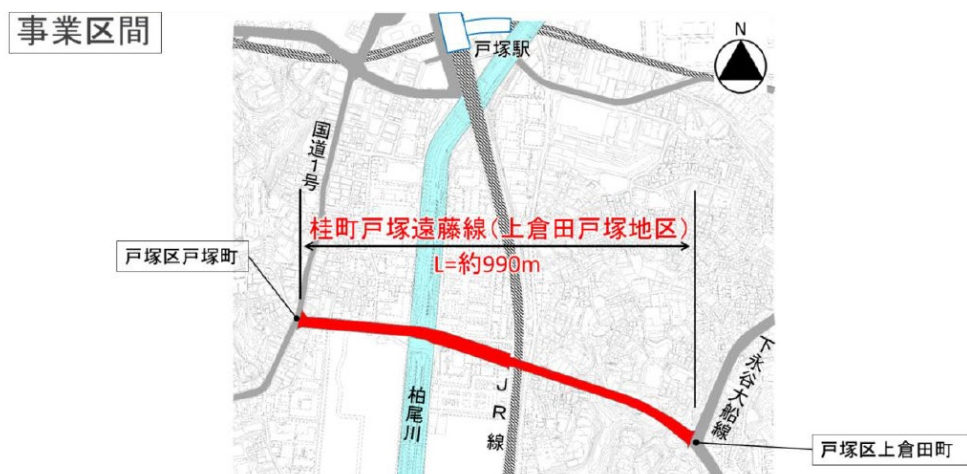 事業区間
N
戸塚駅
国道1号
桂町戸塚遠藤線(上倉田戸塚地区)
L=約990m
戸塚区戸塚町
下永谷大船線
柏尾川
JR線
戸塚区上倉田町